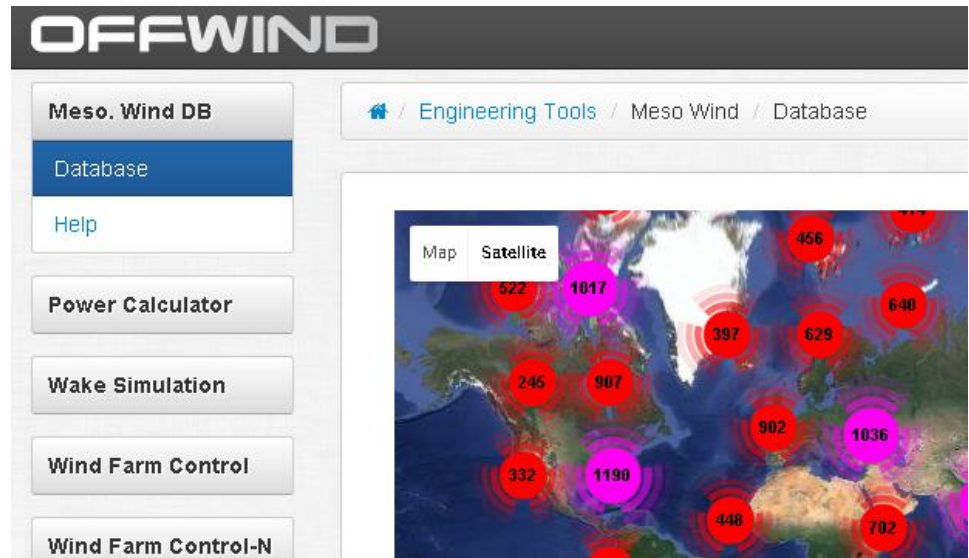 OFFWIND
Meso. Wind DB
Database
Help
Power Calculator
Wake Simulation
Wind Farm Control
Wind Farm Control-N
/ Engineering Tools / Meso Wind / Database
Map Satellite
456
522 1017
640
397 629
245 907
902 1036
332 1190
448 702